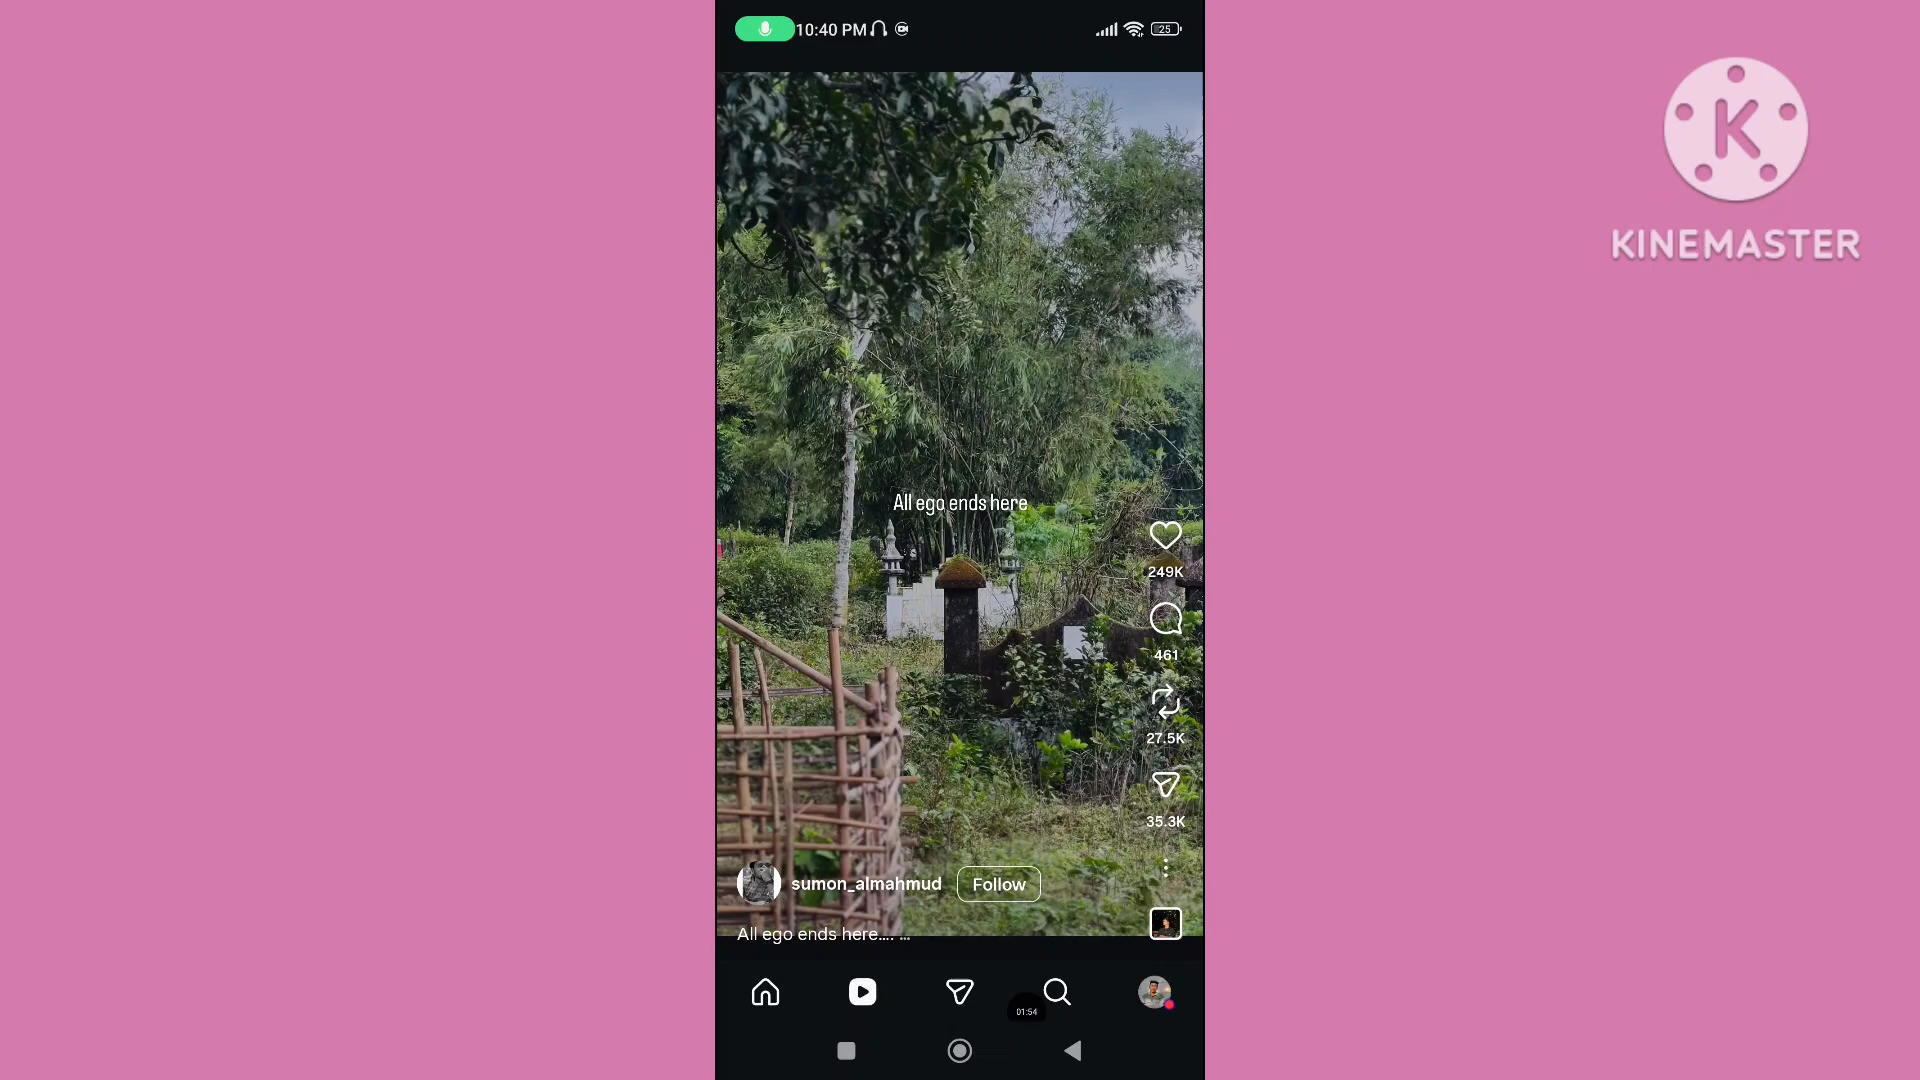 10:40 PM
25
K
KINEMASTER
All ego ends here
249K
461
27.5K
35.3K
sumon_almahmud
Follow
All ego ends here.... ...
01:54